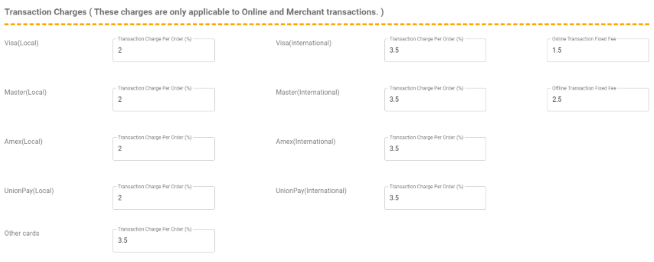 Transaction Charges ( These charges are only applicable to Online and Merchant transactions. )
Visa(Local)
Transaction Charge Per Order (%)
2
Visa(International)
Transaction Charge Per Order (%)
3.5
Online Transaction Fixed Fee
1.5
Master(Local)
Transaction Charge Per Order (%)
2
Master(International)
Transaction Charge Per Order (%)
3.5
Offline Transaction Fixed Fee
2.5
Amex(Local)
Transaction Charge Per Order (%)
2
Amex(International)
Transaction Charge Per Order (%)
3.5
UnionPay(Local)
Transaction Charge Per Order (%)
2
UnionPay(International)
Transaction Charge Per Order (%)
3.5
Other cards
Transaction Charge Per Order (%)
3.5